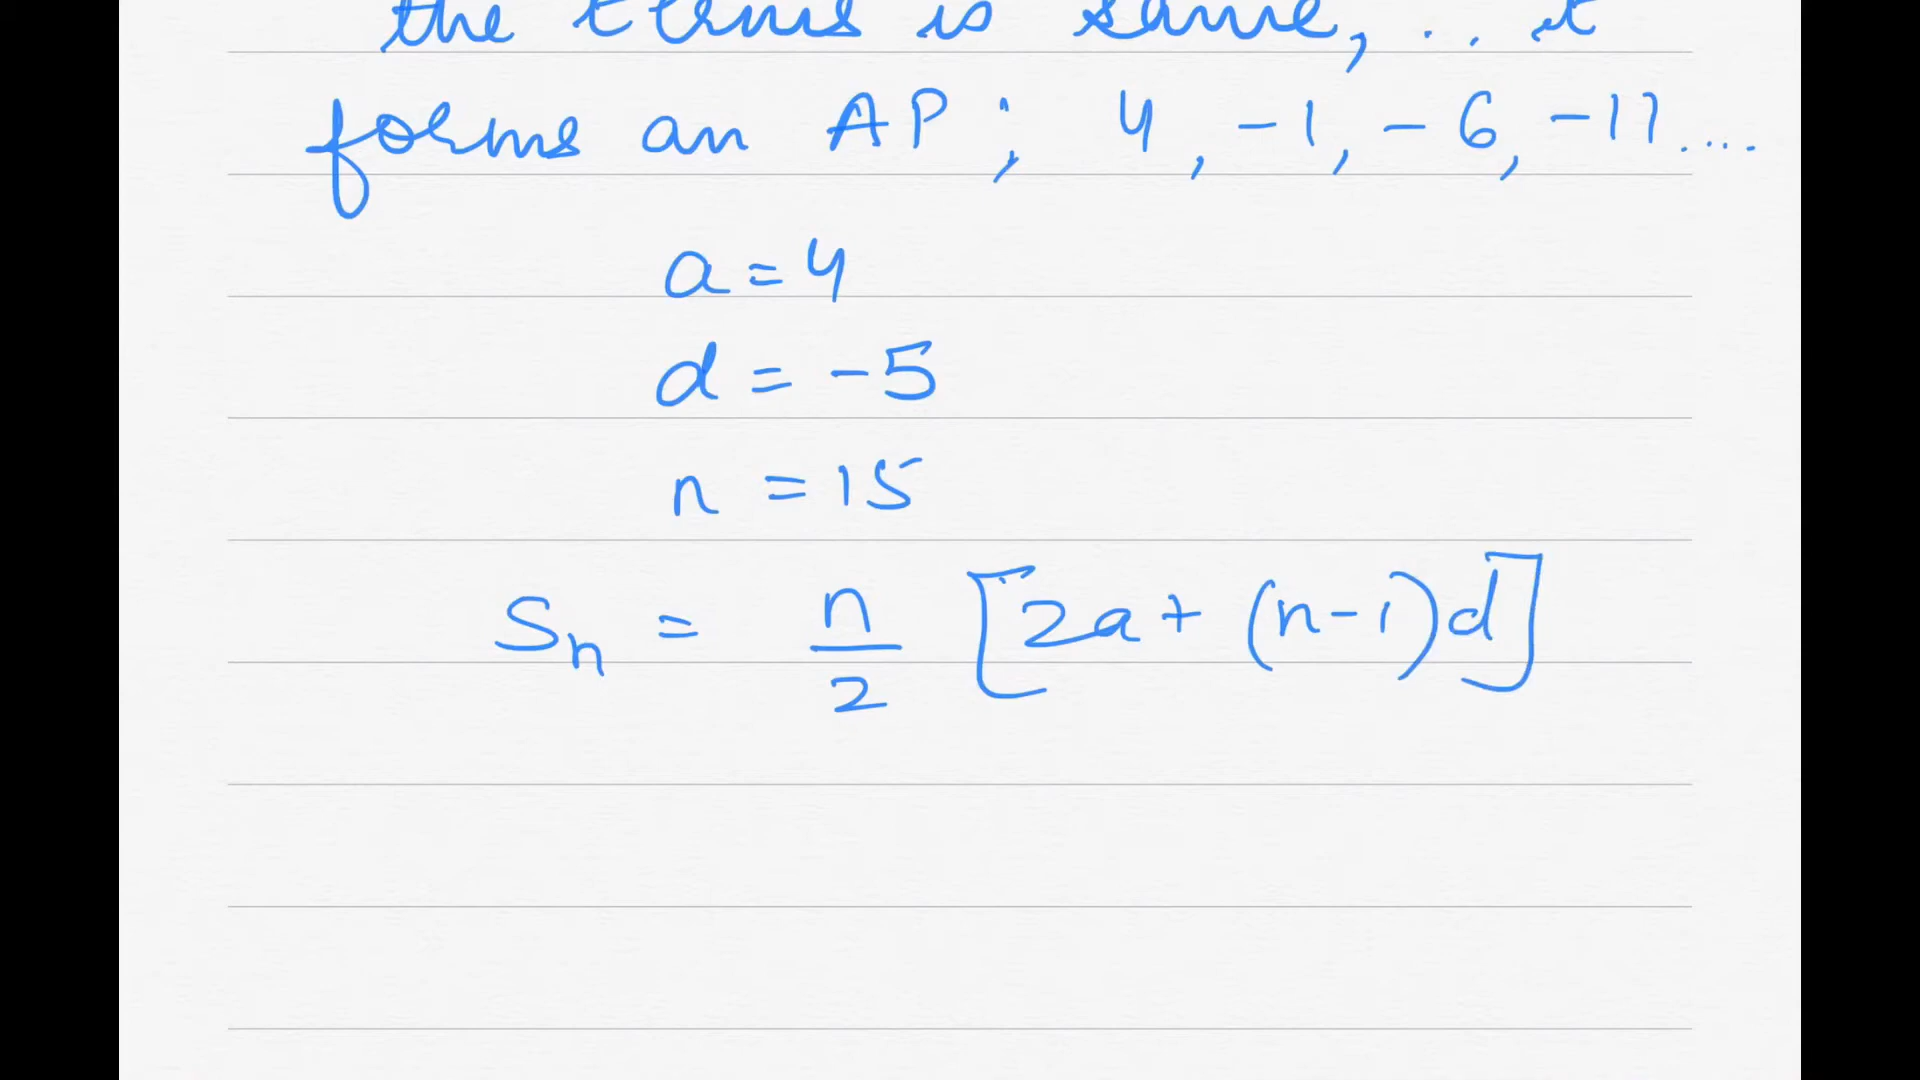 the terms is same, .. it
forms an AP ; 4, -1, -6, -11....
a = 4
d = -5
n = 15
Sn = n/2 [2a + (n-1)d]